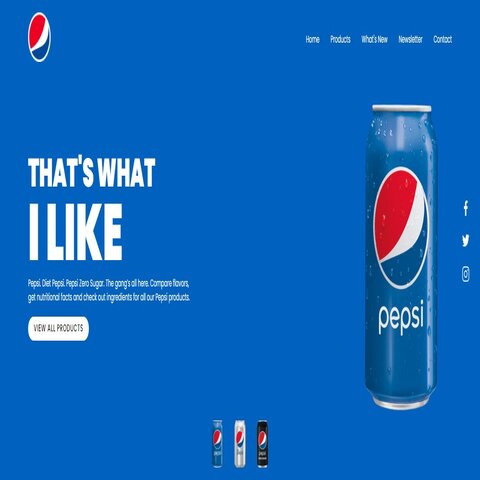 Home Products What's New Newsletter Contact
THAT'S WHAT
I LIKE
Pepsi. Diet Pepsi. Pepsi Zero Sugar. The gang's all here. Compare flavors,
get nutritional facts and check out ingredients for all our Pepsi products.
VIEW ALL PRODUCTS
pepsi